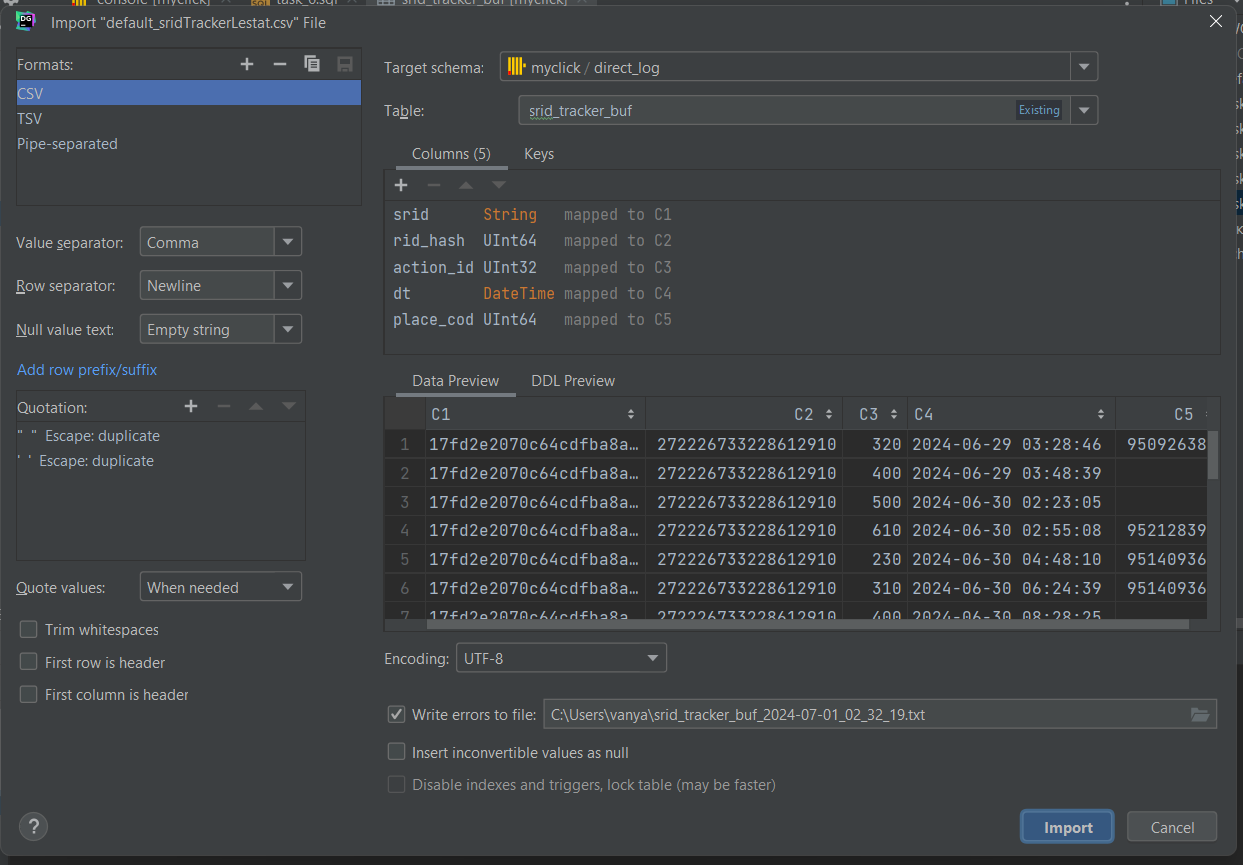 console [myclick]
task_6.sql
srid_tracker_buf [myclick]
Files
DG
Import "default_sridTrackerLestat.csv" File
Formats:
CSV
TSV
Pipe-separated
Target schema:
myclick / direct_log
Table:
srid_tracker_buf
Existing
Columns (5)
Keys
srid String mapped to C1
rid_hash UInt64 mapped to C2
action_id UInt32 mapped to C3
dt DateTime mapped to C4
place_cod UInt64 mapped to C5
Value separator: Comma
Row separator: Newline
Null value text: Empty string
Add row prefix/suffix
Quotation:
" " Escape: duplicate
' ' Escape: duplicate
Quote values: When needed
Trim whitespaces
First row is header
First column is header
Data Preview
DDL Preview
C1 C2 C3 C4 C5
1 17fd2e2070c64cdfba8a… 272226733228612910 320 2024-06-29 03:28:46 95092638
2 17fd2e2070c64cdfba8a… 272226733228612910 400 2024-06-29 03:48:39
3 17fd2e2070c64cdfba8a… 272226733228612910 500 2024-06-30 02:23:05
4 17fd2e2070c64cdfba8a… 272226733228612910 610 2024-06-30 02:55:08 95212839
5 17fd2e2070c64cdfba8a… 272226733228612910 230 2024-06-30 04:48:10 95140936
6 17fd2e2070c64cdfba8a… 272226733228612910 310 2024-06-30 06:24:39 95140936
7 17fd2e2070c64cdfba8a… 272226733228612910 400 2024-06-30 08:28:25
Encoding: UTF-8
Write errors to file: C:\Users\vanya\srid_tracker_buf_2024-07-01_02_32_19.txt
Insert inconvertible values as null
Disable indexes and triggers, lock table (may be faster)
?
Import
Cancel